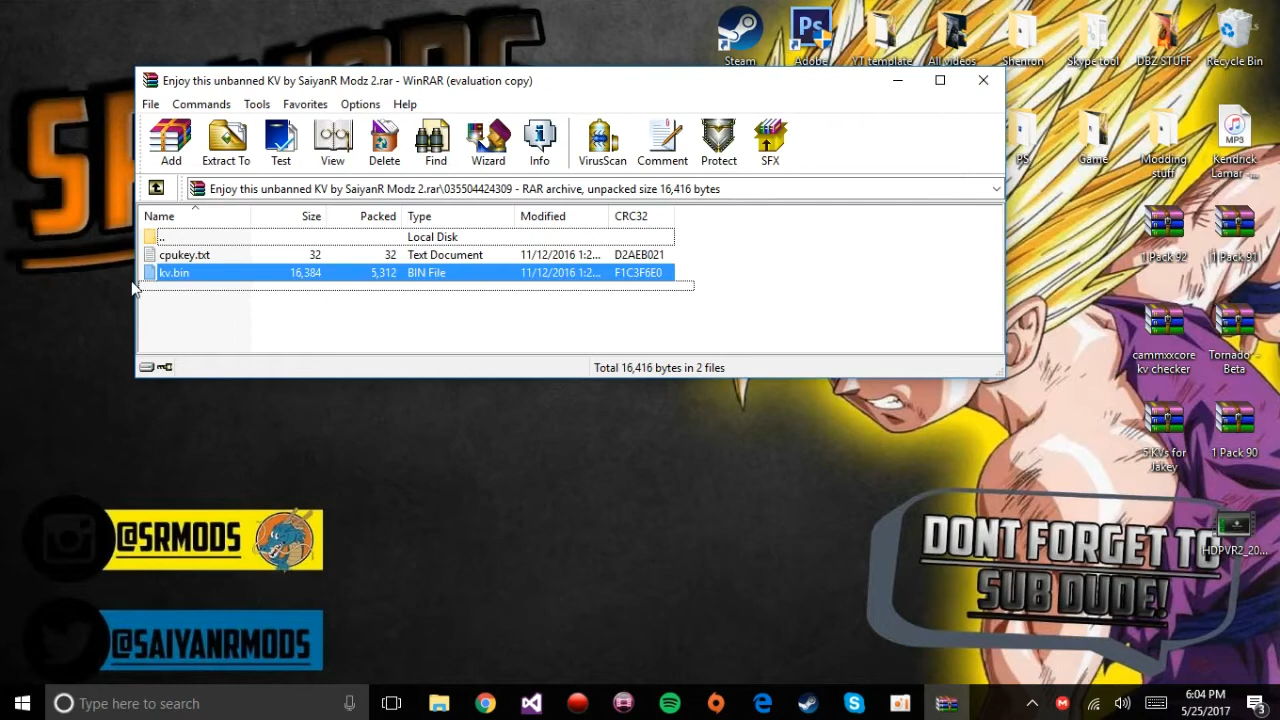 Steam
Adobe
YT template
All videos
Shenron
Skype tool
DBZ STUFF
Recycle Bin
Enjoy this unbanned KV by SaiyanR Modz 2.rar - WinRAR (evaluation copy)
File Commands Tools Favorites Options Help
Add Extract To Test View Delete Find Wizard Info VirusScan Comment Protect SFX
PS
Game
Modding stuff
MP3
Kendrick Lamar -...
Enjoy this unbanned KV by SaiyanR Modz 2.rar\035504424309 - RAR archive, unpacked size 16,416 bytes
Name Size Packed Type Modified CRC32
.. Local Disk
cpukey.txt 32 32 Text Document 11/12/2016 1:2... D2AEB021
kv.bin 16,384 5,312 BIN File 11/12/2016 1:2... F1C3F6E0
1 Pack 92
1 Pack 91
Total 16,416 bytes in 2 files
cammxxcore kv checker
Tornado - Beta
5 KVs for Jakey
1 Pack 90
@SRMODS
DONT FORGET TO
SUB DUDE!
HDPVR2_20...
@SAIYANRMODS
Type here to search
6:04 PM
5/25/2017
3